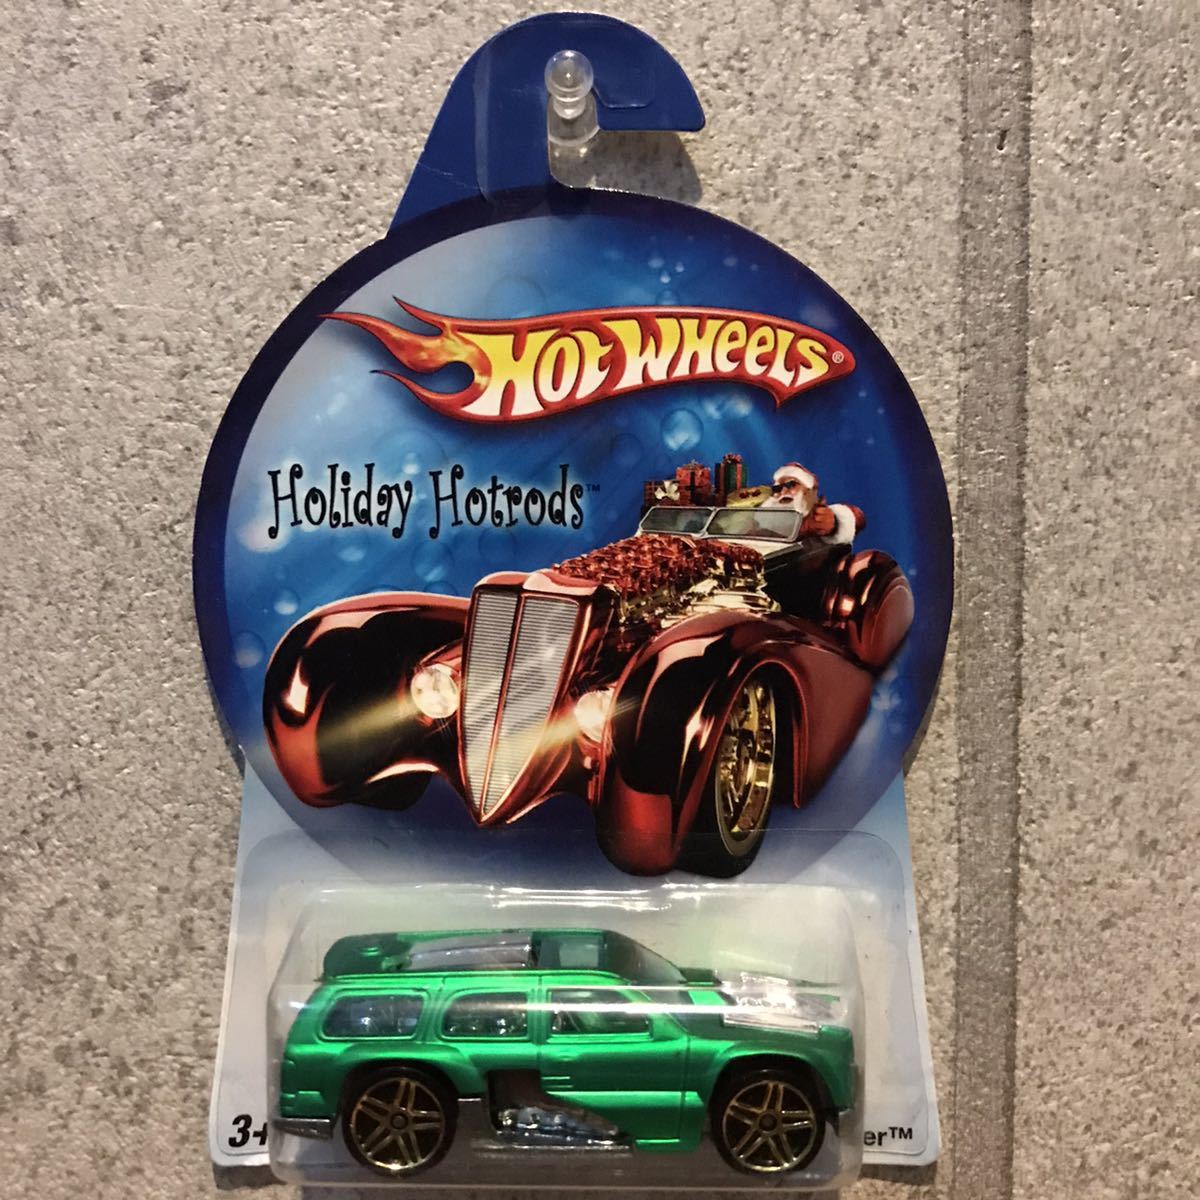 HOT WHEELS®
Holiday Hotrods™
3+
er™